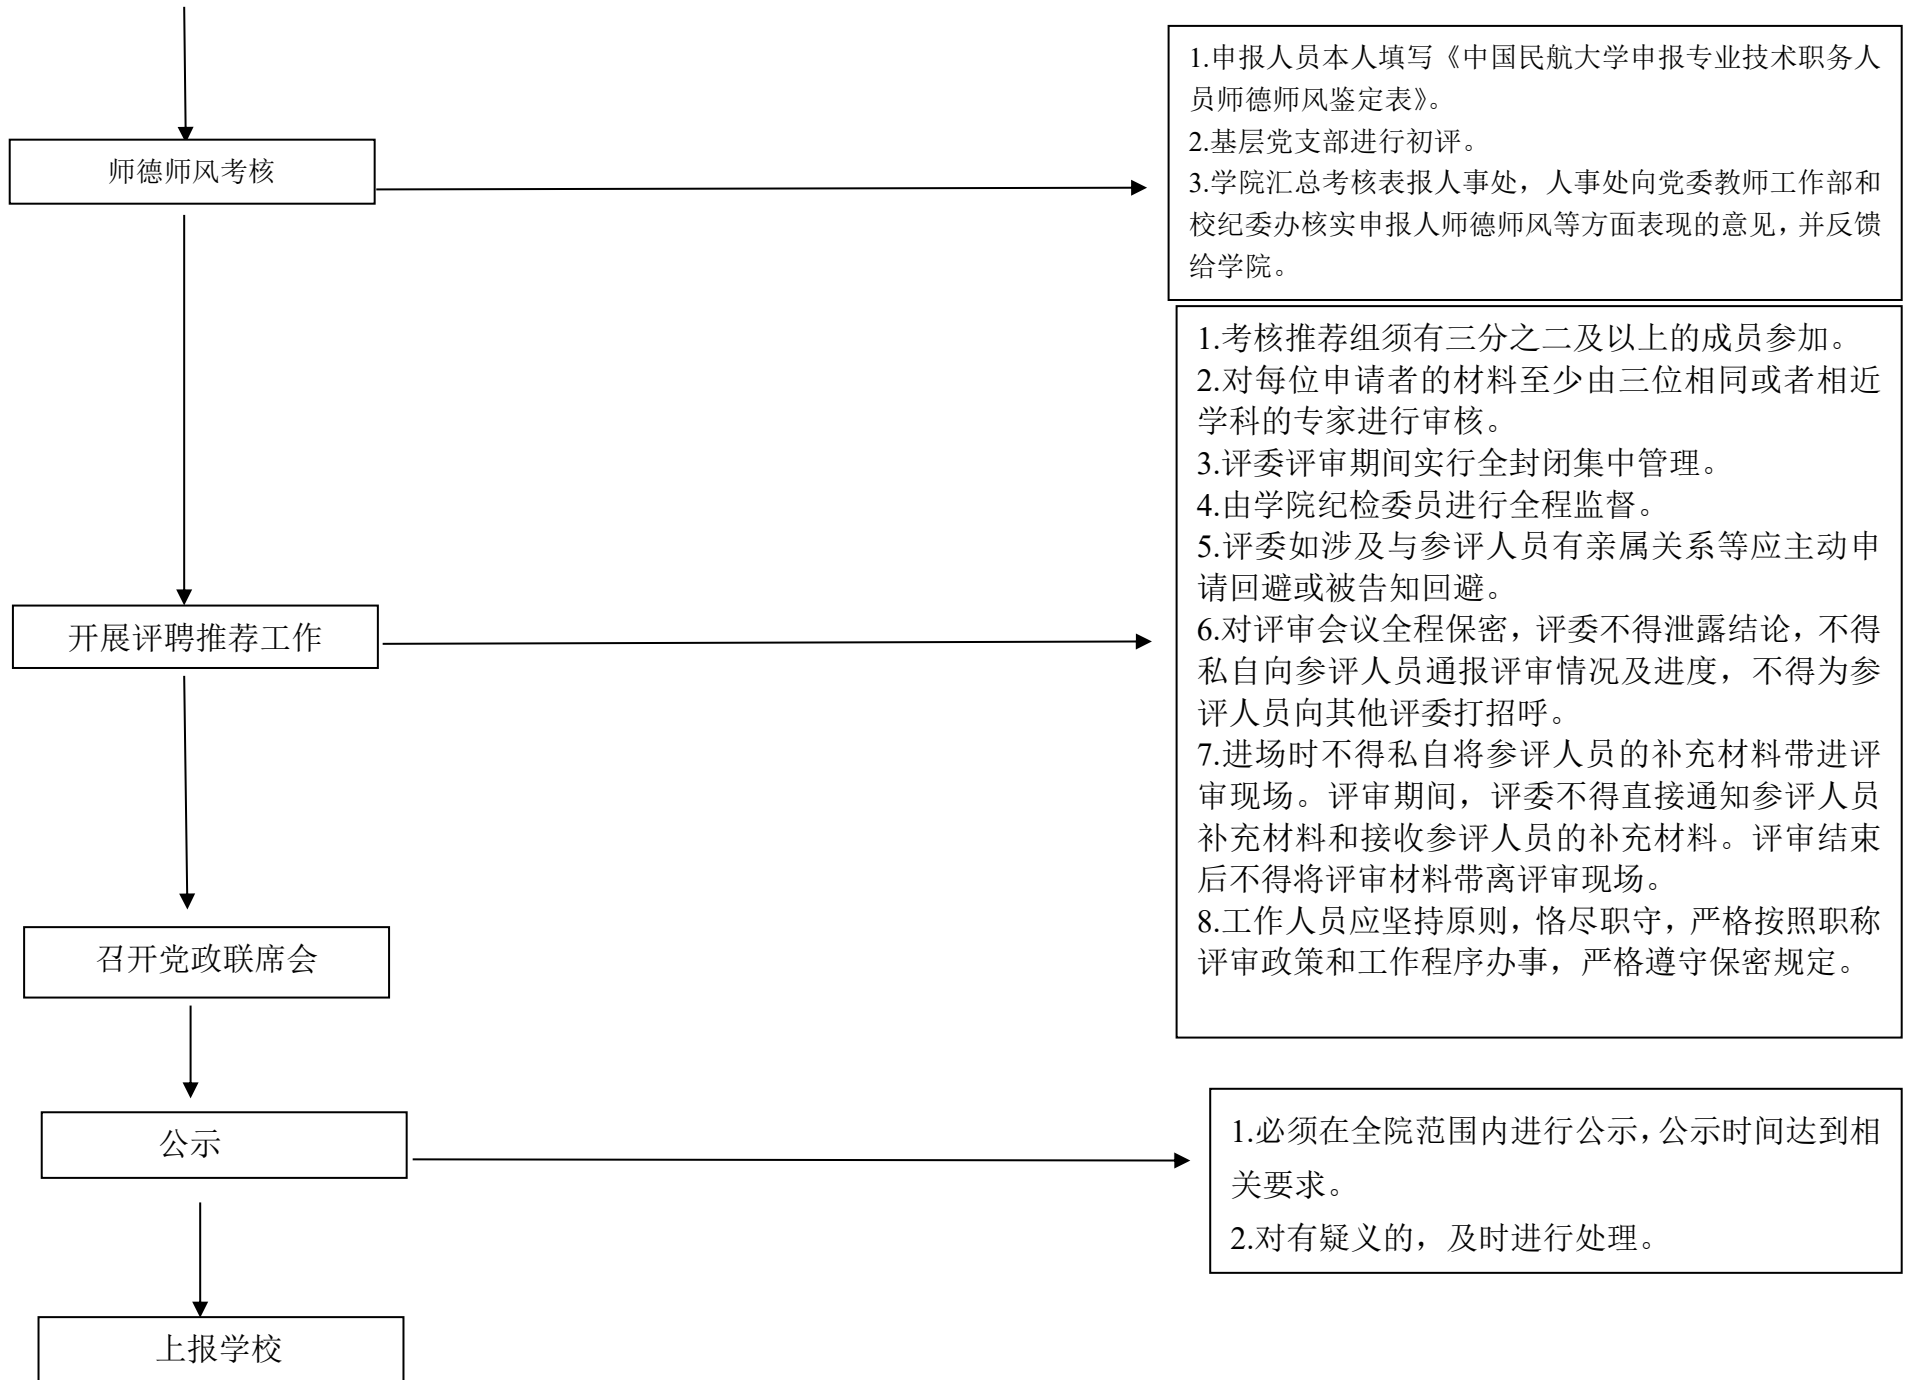 1.申报人员本人填写《中国民航大学申报专业技术职务人
员师德师风鉴定表》。
2.基层党支部进行初评。
3.学院汇总考核表报人事处，人事处向党委教师工作部和
校纪委办核实申报人师德师风等方面表现的意见，并反馈
给学院。
师德师风考核
1.考核推荐组须有三分之二及以上的成员参加。
2.对每位申请者的材料至少由三位相同或者相近
学科的专家进行审核。
3.评委评审期间实行全封闭集中管理。
4.由学院纪检委员进行全程监督。
5.评委如涉及与参评人员有亲属关系等应主动申
请回避或被告知回避。
6.对评审会议全程保密，评委不得泄露结论，不得
私自向参评人员通报评审情况及进度，不得为参
评人员向其他评委打招呼。
7.进场时不得私自将参评人员的补充材料带进评
审现场。评审期间，评委不得直接通知参评人员
补充材料和接收参评人员的补充材料。评审结束
后不得将评审材料带离评审现场。
8.工作人员应坚持原则，恪尽职守，严格按照职称
评审政策和工作程序办事，严格遵守保密规定。
开展评聘推荐工作
召开党政联席会
公示
1.必须在全院范围内进行公示，公示时间达到相
关要求。
2.对有疑义的，及时进行处理。
上报学校